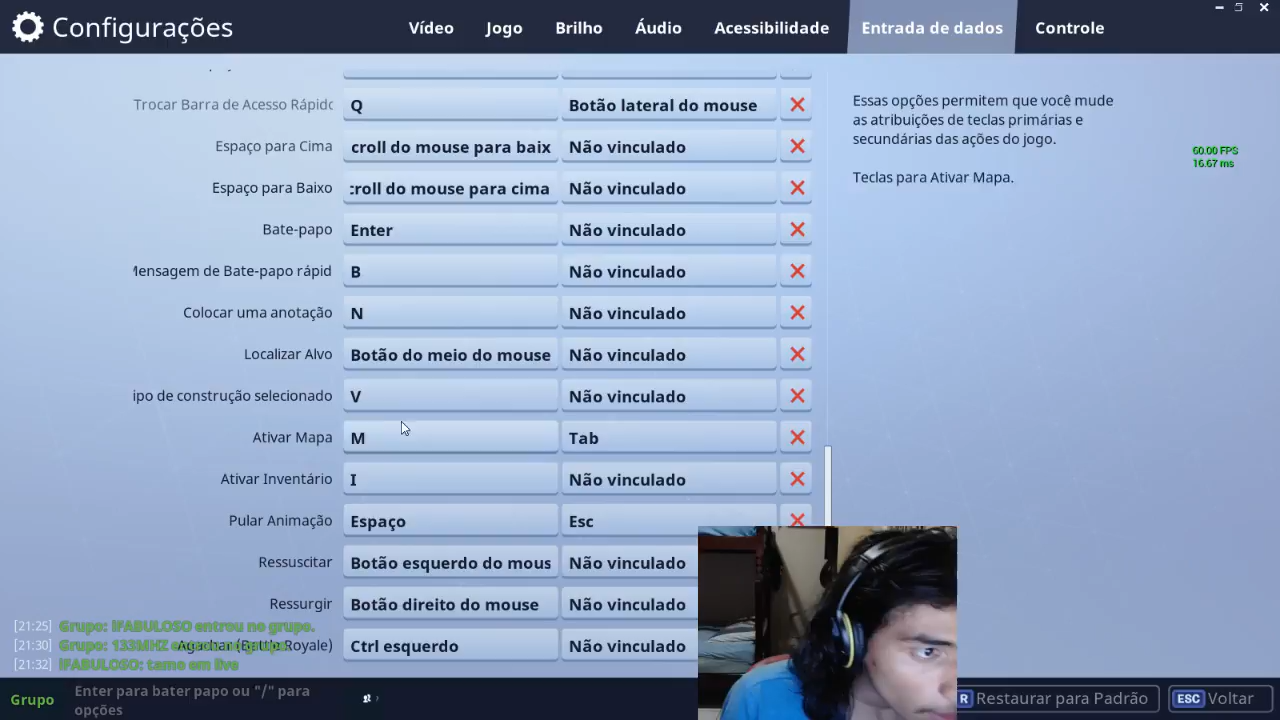 Configurações
Vídeo
Jogo
Brilho
Áudio
Acessibilidade
Entrada de dados
Controle
Trocar Barra de Acesso Rápido
Q
Botão lateral do mouse
Espaço para Cima
croll do mouse para baix
Não vinculado
Espaço para Baixo
croll do mouse para cima
Não vinculado
Bate-papo
Enter
Não vinculado
Mensagem de Bate-papo rápid
B
Não vinculado
Colocar uma anotação
N
Não vinculado
Localizar Alvo
Botão do meio do mouse
Não vinculado
ipo de construção selecionado
V
Não vinculado
Ativar Mapa
M
Tab
Ativar Inventário
I
Não vinculado
Pular Animação
Espaço
Esc
Ressuscitar
Botão esquerdo do mous
Não vinculado
Ressurgir
Botão direito do mouse
Não vinculado
Royale)
Ctrl esquerdo
Não vinculado
Essas opções permitem que você mude
as atribuições de teclas primárias e
secundárias das ações do jogo.
Teclas para Ativar Mapa.
60.00 FPS
16.67 ms
[21:25] Grupo: IFABULOSO entrou no grupo.
[21:30] Grupo: 133MHZ
[21:32] IFABULOSO: tamo em live
Grupo
Enter para bater papo ou "/" para
opções
R Restaurar para Padrão
ESC Voltar